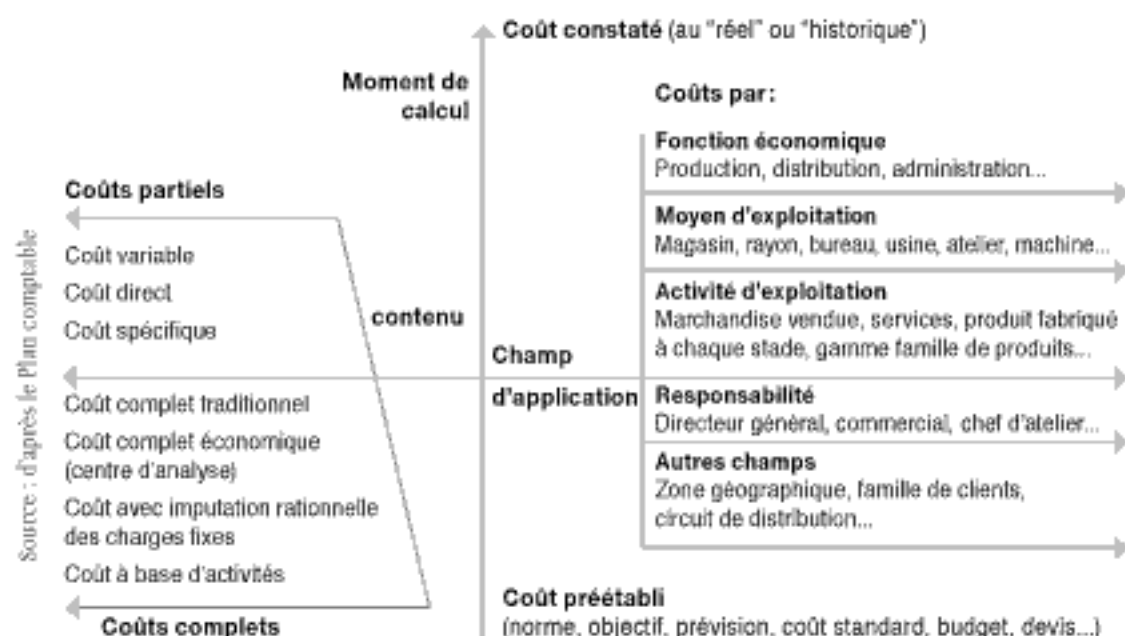 Coût constaté (au "réel" ou "historique")
Moment de
calcul
Coûts par:
Fonction économique
Production, distribution, administration...
Moyen d'exploitation
Magasin, rayon, bureau, usine, atelier, machine...
Activité d'exploitation
Marchandise vendue, services, produit fabriqué
à chaque stade, gamme famille de produits...
Responsabilité
Directeur général, commercial, chef d'atelier...
Autres champs
Zone géographique, famille de clients,
circuit de distribution...
Champ
d'application
contenu
Coûts partiels
Coût variable
Coût direct
Coût spécifique
Coût complet traditionnel
Coût complet économique
(centre d'analyse)
Coût avec imputation rationnelle
des charges fixes
Coût à base d'activités
Coûts complets
Coût préétabli
(norme, objectif, prévision, coût standard, budget, devis...)
Source : d'après le Plan comptable